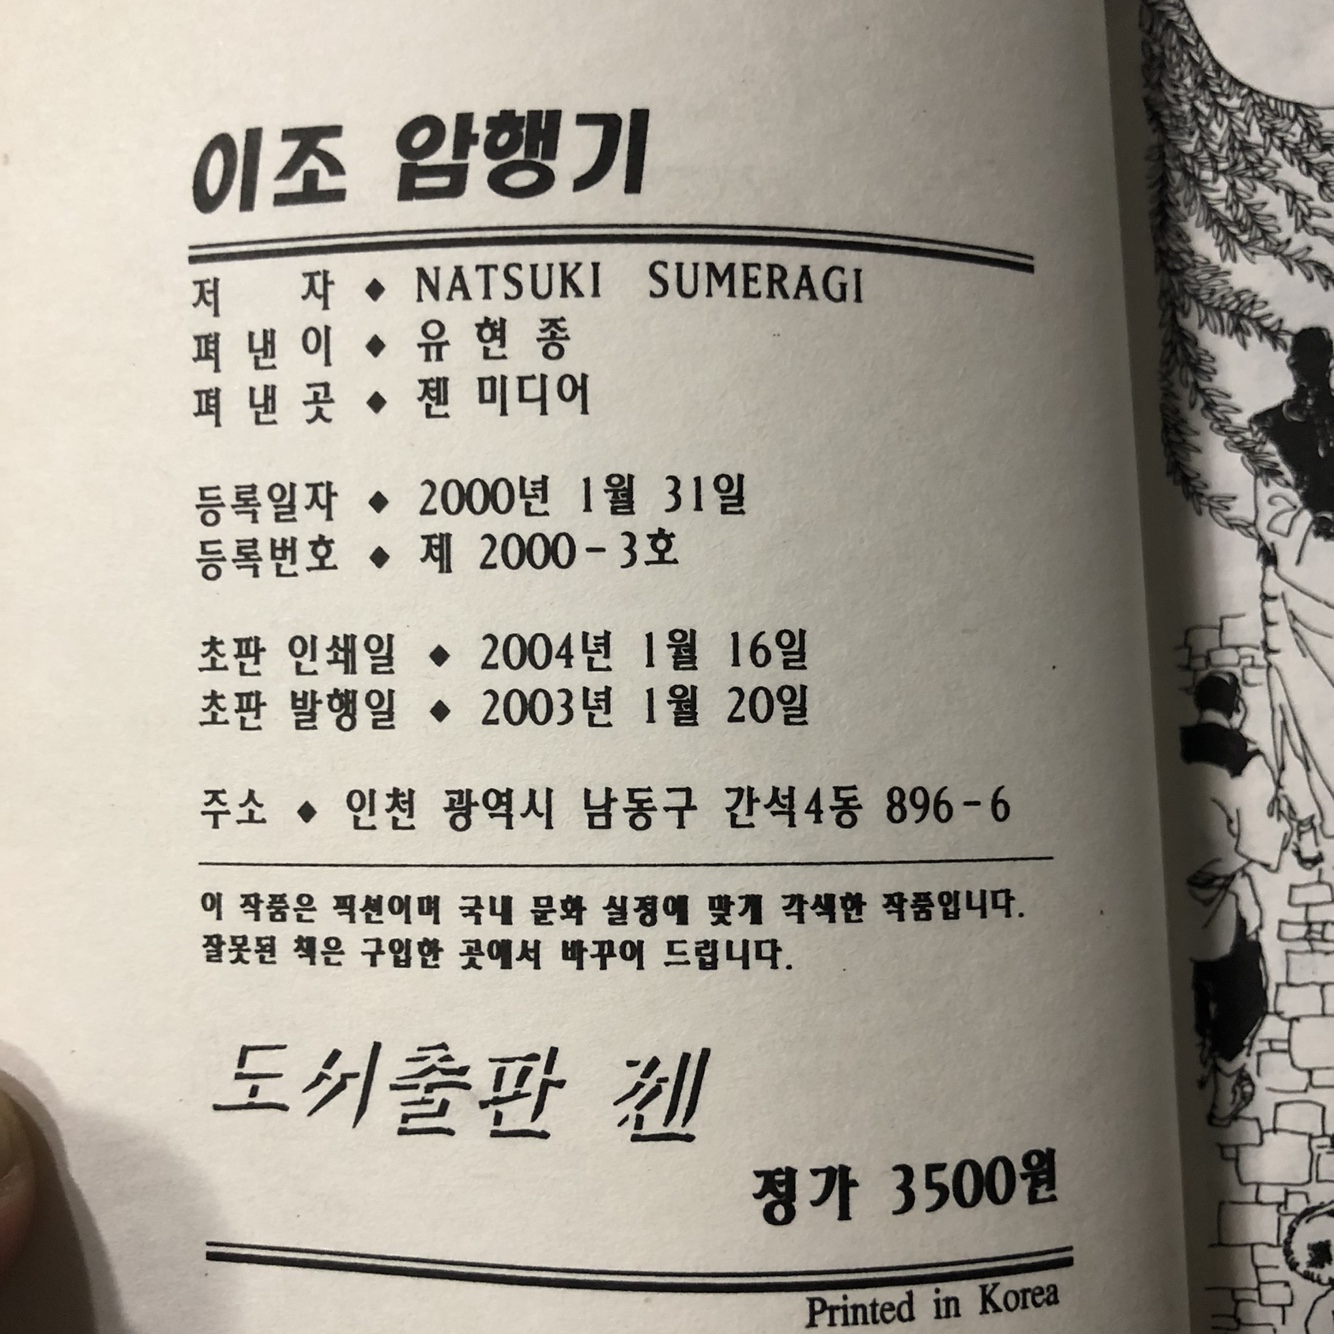 이조 암행기
저 자 ◆ NATSUKI SUMERAGI
펴 낸 이 ◆ 유 현 종
펴 낸 곳 ◆ 젠 미디어
등록일자 ◆ 2000년 1월 31일
등록번호 ◆ 제 2000-3호
초판 인쇄일 ◆ 2004년 1월 16일
초판 발행일 ◆ 2003년 1월 20일
주소 ◆ 인천 광역시 남동구 간석4동 896-6
이 작품은 픽션이며 국내 문화 실정에 맞게 각색한 작품입니다.
잘못된 책은 구입한 곳에서 바꾸어 드립니다.
도서출판 젠
정가 3500원
Printed in Korea